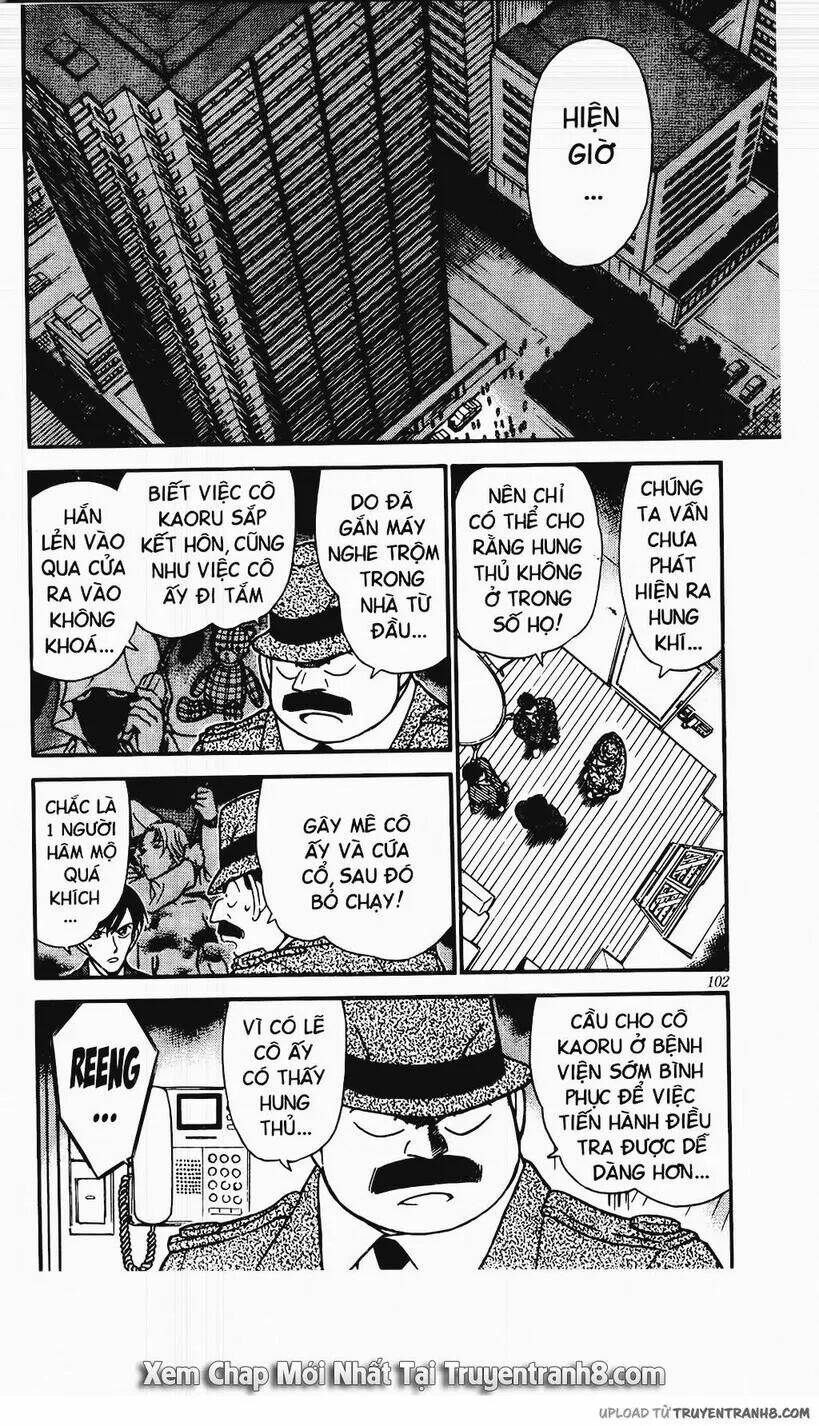 HIỆN
GIỜ
...
CHÚNG
TA VẪN
CHƯA
PHÁT
HIỆN RA
HUNG
KHÍ...
NÊN CHỈ
CÓ THỂ CHO
RẰNG HUNG
THỦ KHÔNG
Ở TRONG
SỐ HỌ!
DO ĐÃ
GẮN MÁY
NGHE TRỘM
TRONG
NHÀ TỪ
ĐẦU...
BIẾT VIỆC CÔ
KAORU SẮP
KẾT HÔN, CŨNG
NHƯ VIỆC CÔ
ẤY ĐI TẮM
HẮN
LẺN VÀO
QUA CỬA
RA VÀO
KHÔNG
KHOÁ...
GÂY MÊ CÔ
ẤY VÀ CỨA
CỔ, SAU ĐÓ
BỎ CHẠY!
CHẮC LÀ
1 NGƯỜI
HÂM MỘ
QUÁ
KHÍCH
...
102
CẦU CHO CÔ
KAORU Ở BỆNH
VIỆN SỚM BÌNH
PHỤC ĐỂ VIỆC
TIẾN HÀNH ĐIỀU
TRA ĐƯỢC DỄ
DÀNG HƠN...
VÌ CÓ LẼ
CÔ ẤY
CÓ THẤY
HUNG
THỦ...
REENG
...
Xem Chap Mới Nhất Tại Truyentranh8.com
UPLOAD TỪ TRUYENTRANH8.COM